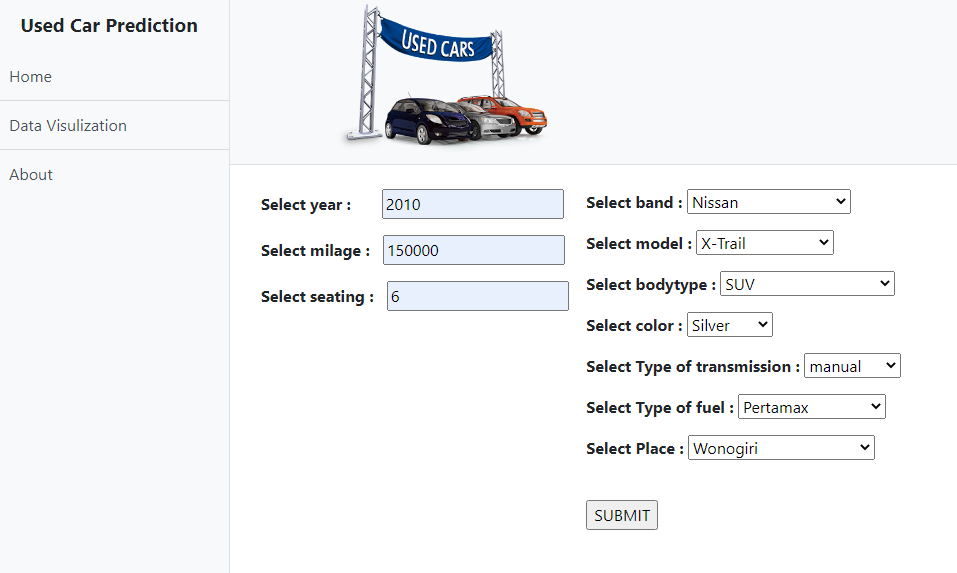 Used Car Prediction
Home
Data Visulization
About
USED CARS
Select year : 2010
Select milage : 150000
Select seating : 6
Select band : Nissan
Select model : X-Trail
Select bodytype : SUV
Select color : Silver
Select Type of transmission : manual
Select Type of fuel : Pertamax
Select Place : Wonogiri
SUBMIT